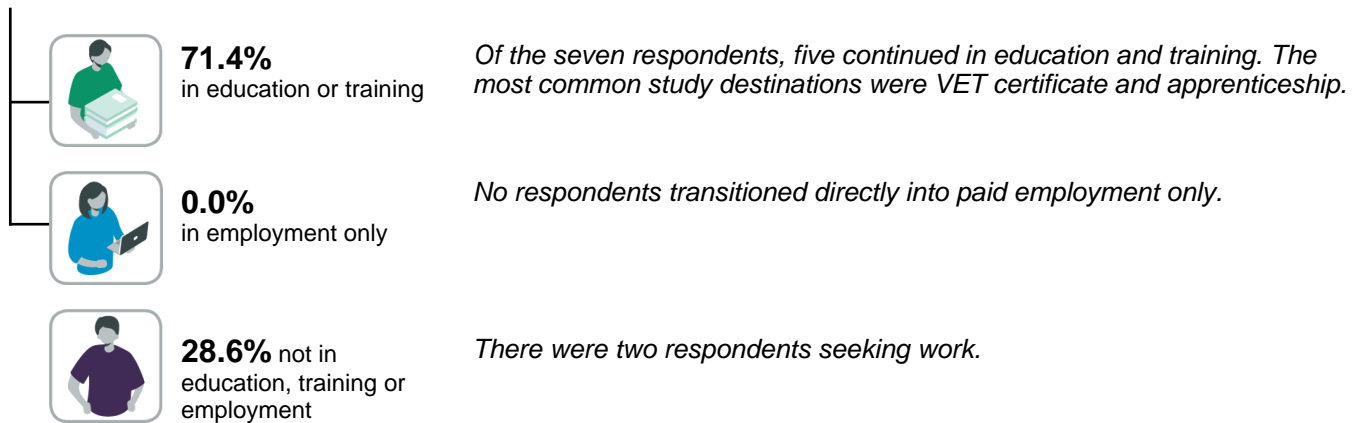 71.4%
in education or training
Of the seven respondents, five continued in education and training. The
most common study destinations were VET certificate and apprenticeship.
0.0%
in employment only
No respondents transitioned directly into paid employment only.
28.6% not in
education, training or
employment
There were two respondents seeking work.